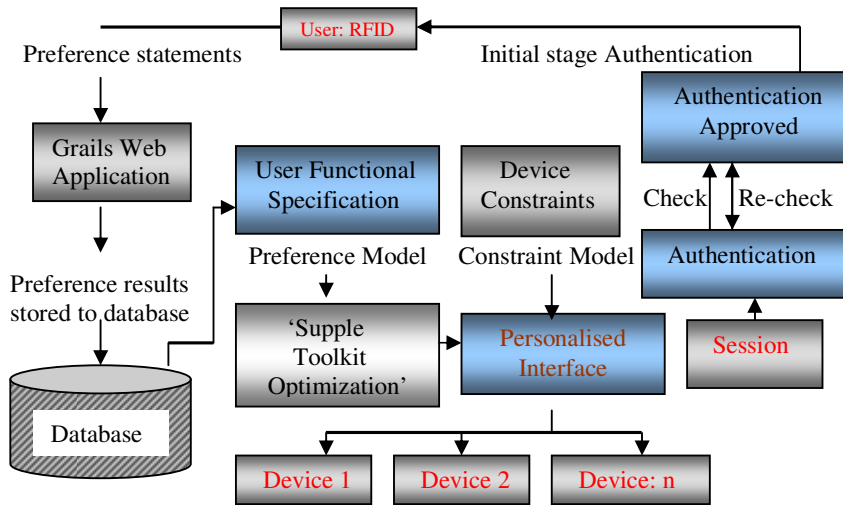 User: RFID
Preference statements
Initial stage Authentication
Authentication
Approved
Grails Web
Application
User Functional
Specification
Device
Constraints
Check
Re-check
Preference Model
Constraint Model
Authentication
Preference results
stored to database
‘Supple
Toolkit
Optimization’
Personalised
Interface
Session
Database
Device 1
Device 2
Device: n